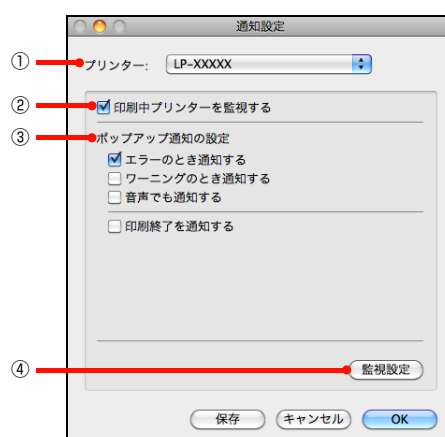 通知設定
① プリンター: LP-XXXXX
② 印刷中プリンターを監視する
③ ポップアップ通知の設定
エラーのとき通知する
ワーニングのとき通知する
音声でも通知する
印刷終了を通知する
④ 監視設定
保存 キャンセル OK